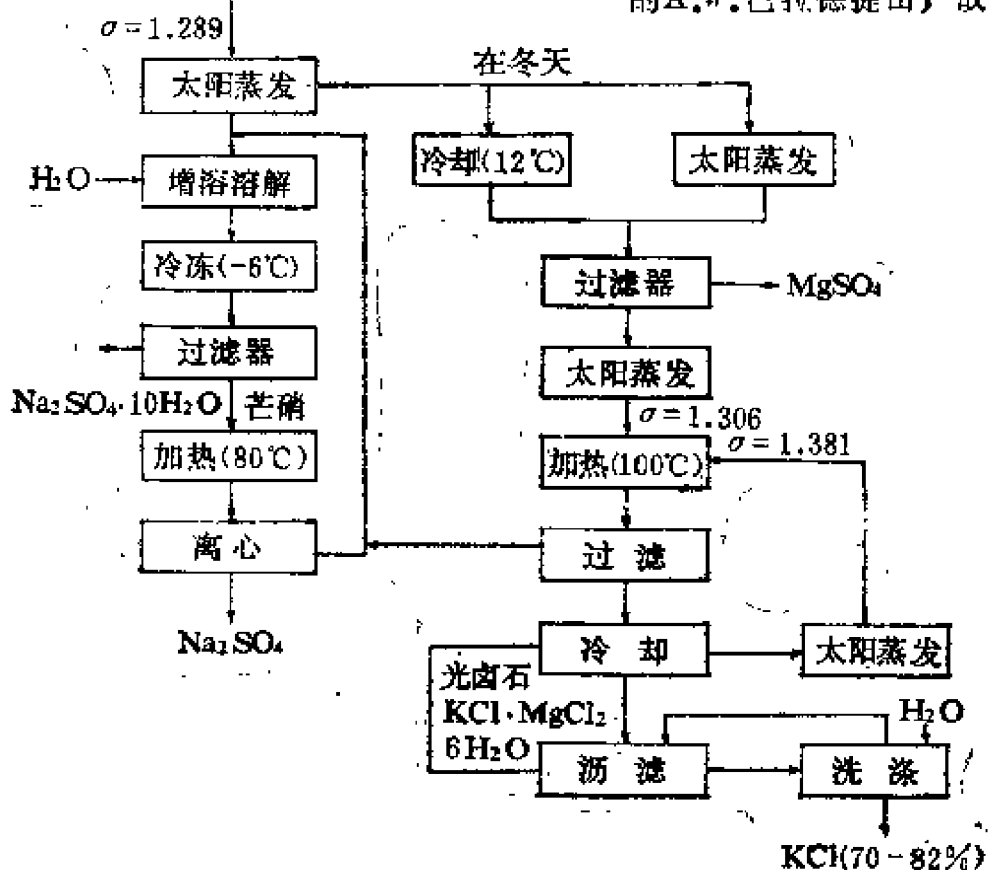 σ=1.289
太阳蒸发
在冬天
冷却(12℃)
太阳蒸发
H₂O
增溶溶解
冷冻(-6℃)
过滤器
MgSO₄
过滤器
太阳蒸发
Na₂SO₄·10H₂O
芒硝
σ=1.306
σ=1.381
加热(80℃)
加热(100℃)
离心
过滤
Na₂SO₄
冷却
太阳蒸发
光卤石
KCl·MgCl₂
6H₂O
H₂O
沥滤
洗涤
KCl(70-82%)